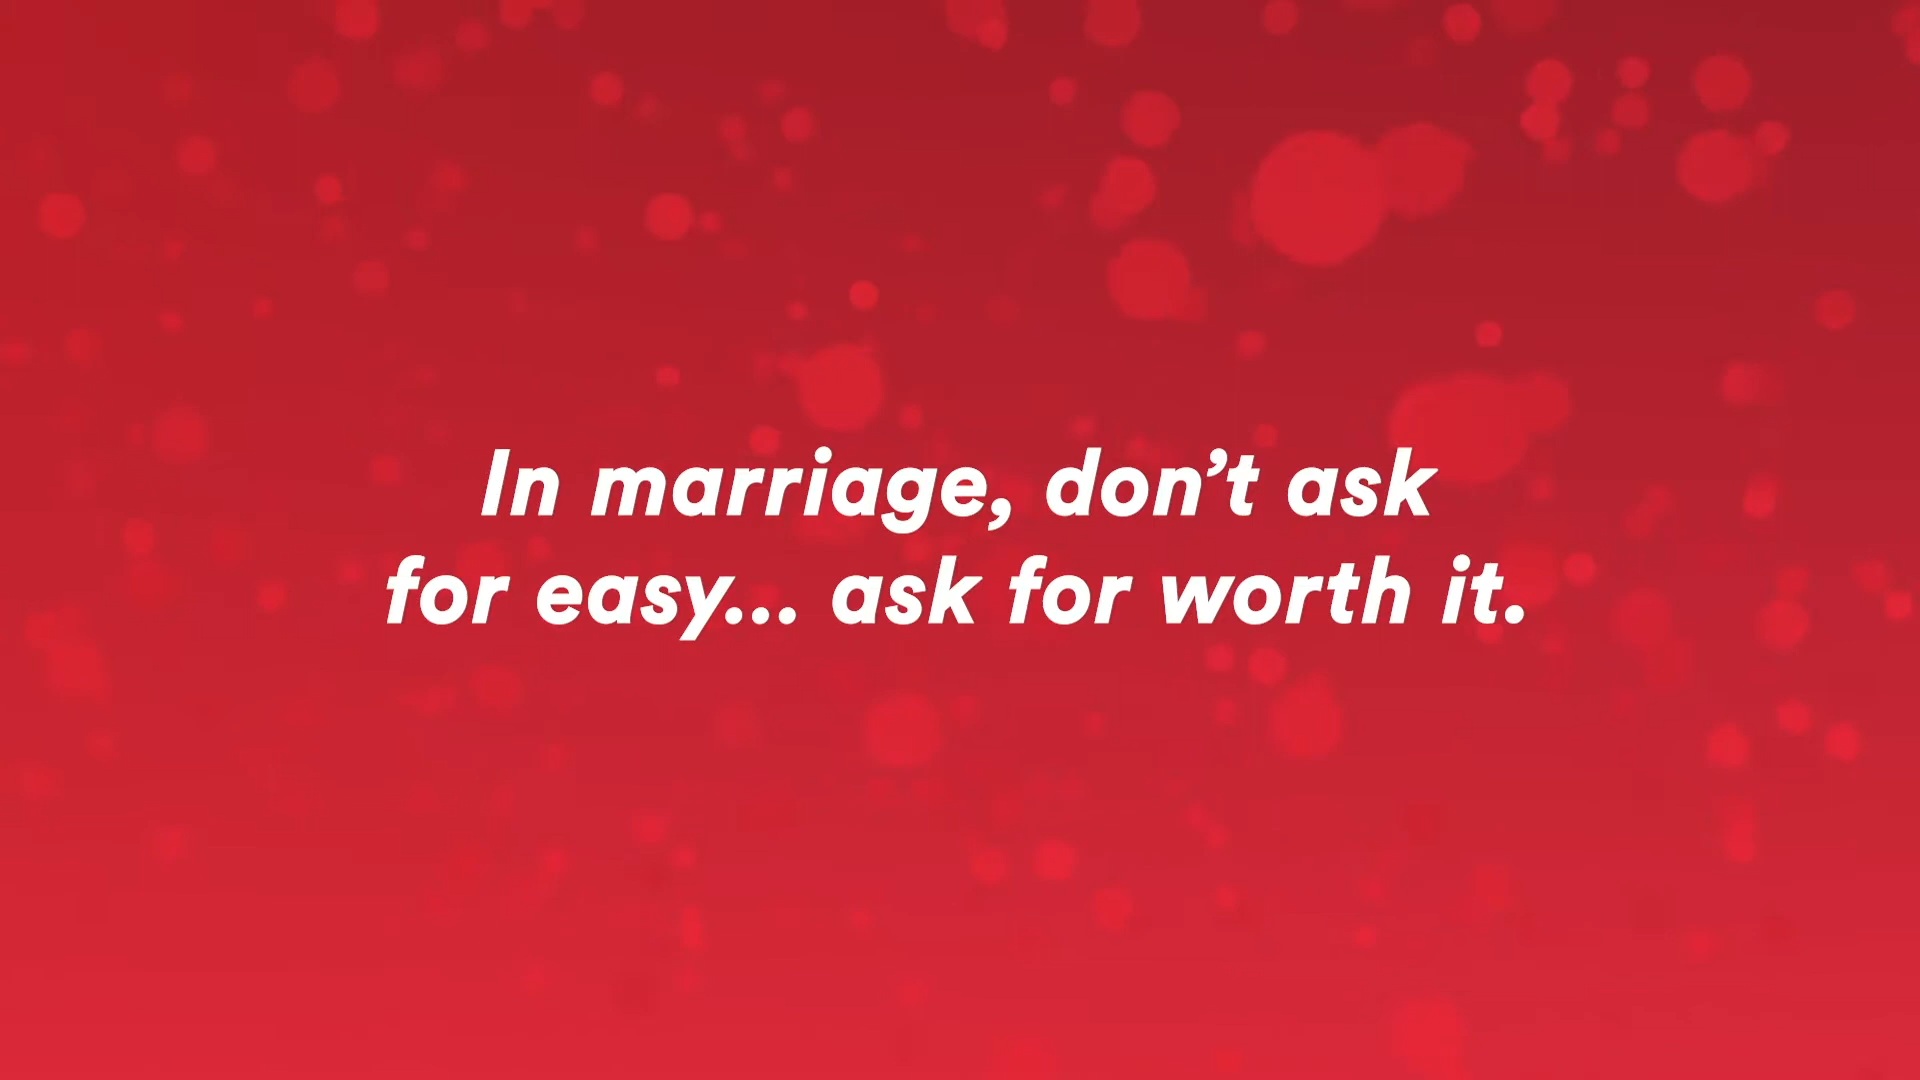 In marriage, don’t ask
for easy... ask for worth it.